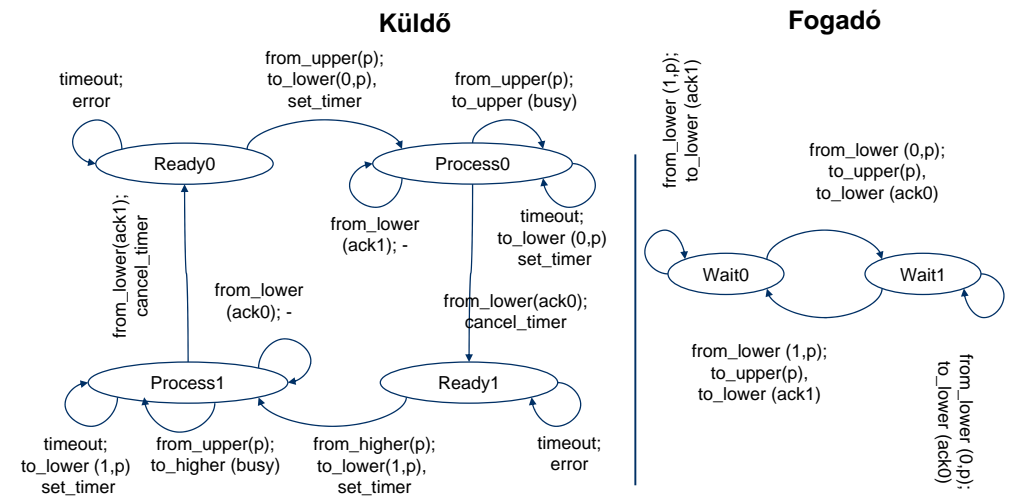 Küldő
Fogadó
timeout;
error
from_upper(p);
to_lower(0,p),
set_timer
from_upper(p);
to_upper (busy)
Ready0
Process0
from_lower
(ack1); -
timeout;
to_lower (0,p)
set_timer
from_lower(ack1);
cancel_timer
from_lower
(ack0); -
from_lower(ack0);
cancel_timer
Process1
Ready1
timeout;
to_lower (1,p)
set_timer
from_upper(p);
to_higher (busy)
from_higher(p);
to_lower(1,p),
set_timer
timeout;
error
from_lower (1,p);
to_lower (ack1)
from_lower (0,p);
to_upper(p),
to_lower (ack0)
Wait0
Wait1
from_lower (1,p);
to_upper(p),
to_lower (ack1)
from_lower (0,p);
to_lower (ack0)